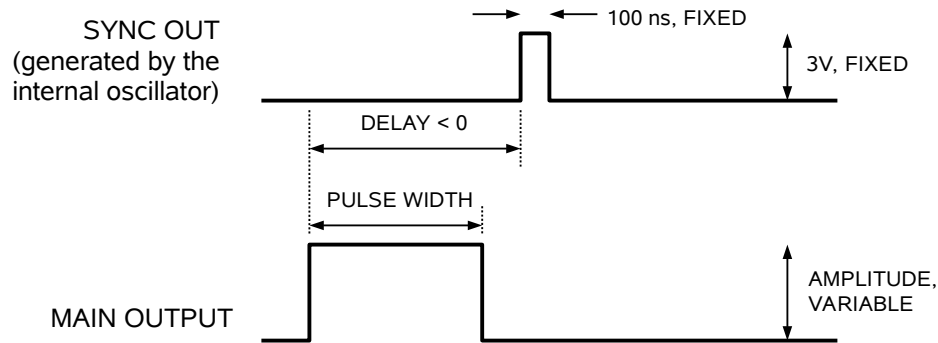 SYNC OUT
(generated by the
internal oscillator)
100 ns, FIXED
3V, FIXED
DELAY < 0
PULSE WIDTH
MAIN OUTPUT
AMPLITUDE,
VARIABLE